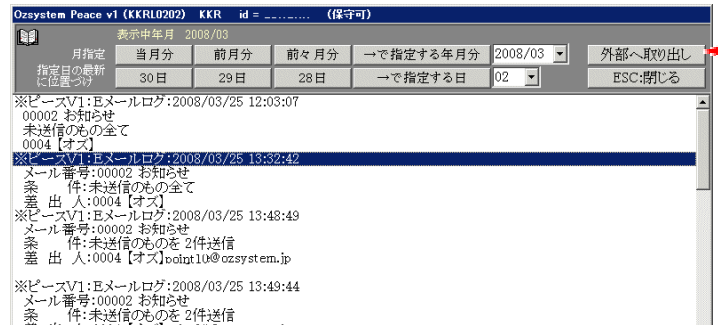 Ozsystem Peace v1 (KKRL0202) KKR id = (保守可)
表示中年月 2008/03
月指定 当月分 前月分 前々月分 →で指定する年月分 2008/03 外部へ取り出し
指定日の最新に位置づけ 30日 29日 28日 →で指定する日 02 ESC:閉じる
※ピースV1:Eメールログ:2008/03/25 12:03:07
00002 お知らせ
未送信のもの全て
0004【オズ】
※ピースV1:Eメールログ:2008/03/25 13:32:42
メール番号:00002 お知らせ
条 件:未送信のもの全て
差 出 人:0004【オズ】
※ピースV1:Eメールログ:2008/03/25 13:48:49
メール番号:00002 お知らせ
条 件:未送信のものを 2件送信
差 出 人:0004【オズ】point10@ozsystem.jp
※ピースV1:Eメールログ:2008/03/25 13:49:44
メール番号:00002 お知らせ
条 件:未送信のものを 2件送信